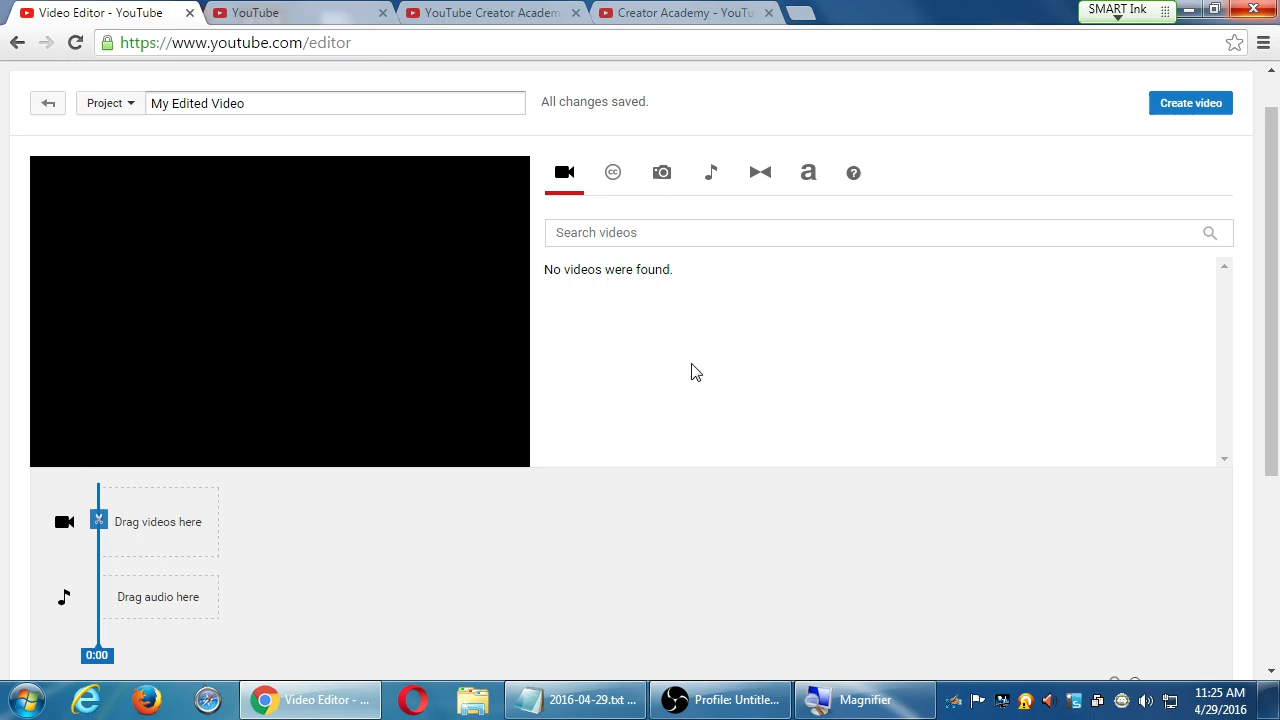 Video Editor - YouTube
YouTube
YouTube Creator Academ
Creator Academy - YouTu
SMART Ink
https://www.youtube.com/editor
Project
My Edited Video
All changes saved.
Create video
cc
a
?
Search videos
No videos were found.
Drag videos here
Drag audio here
0:00
Video Editor - ...
2016-04-29.txt ...
Profile: Untitle...
Magnifier
11:25 AM
4/29/2016